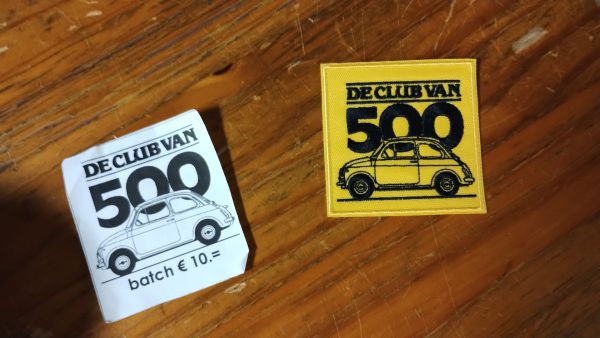 DE CLUB VAN
500
batch € 10.=
DE CLUB VAN
500